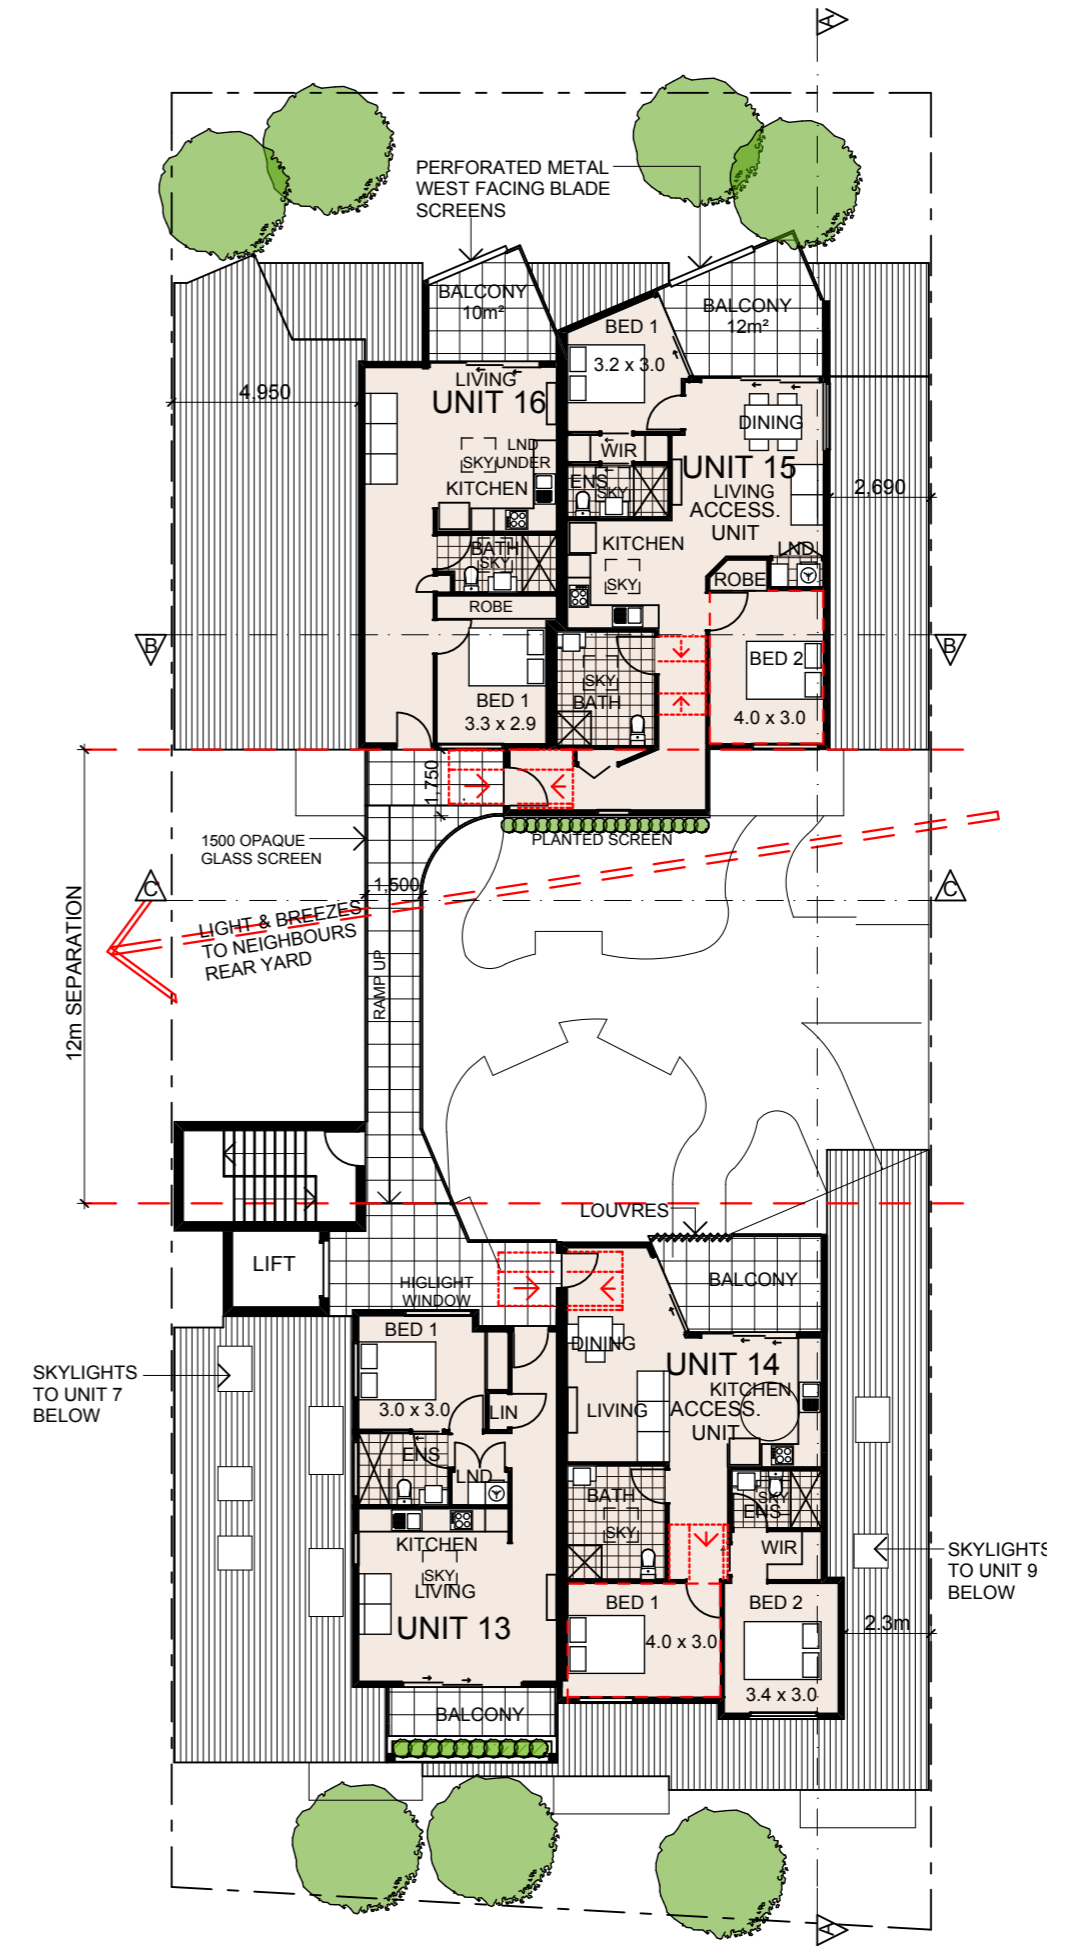 A
PERFORATED METAL
WEST FACING BLADE
SCREENS
BALCONY
10m²
BALCONY
12m²
BED 1
3.2 x 3.0
LIVING
UNIT 16
4,950
DINING
LND
SKY
UNDER
WIR
UNIT 15
KITCHEN
ENS
SKY
LIVING
ACCESS.
UNIT
2,690
BATH
SKY
KITCHEN
LND
SKY
ROBE
ROBE
B
B
BED 2
SKY
BED 1
3.3 x 2.9
BATH
4.0 x 3.0
1,750
1500 OPAQUE
GLASS SCREEN
PLANTED SCREEN
C
1,500
C
LIGHT & BREEZES
TO NEIGHBOURS
REAR YARD
RAMP UP
12m SEPARATION
LOUVRES
LIFT
HIGLIGHT
WINDOW
BALCONY
BED 1
DINING
SKYLIGHTS
TO UNIT 7
BELOW
UNIT 14
KITCHEN
3.0 x 3.0
LIN
LIVING
ACCESS.
UNIT
ENS
LND
BATH
SKY
ENS
SKY
KITCHEN
SKY
LIVING
WIR
SKYLIGHTS
TO UNIT 9
BELOW
UNIT 13
BED 1
4.0 x 3.0
BED 2
2.3m
3.4 x 3.0
BALCONY
A